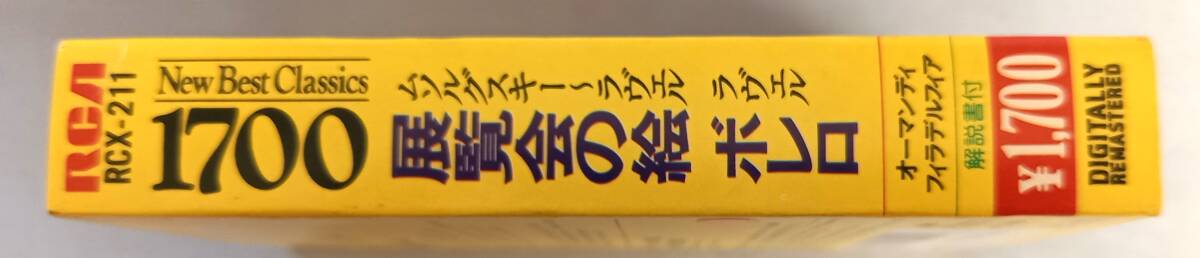 RCA
RCX-211
New Best Classics
1700
ムソルグスキー～ラヴェル
展覧会の絵
ラヴェル
ボレロ
オーマンディ
フィラデルフィア
解説書付
¥1,700
DIGITALLY
REMASTERED